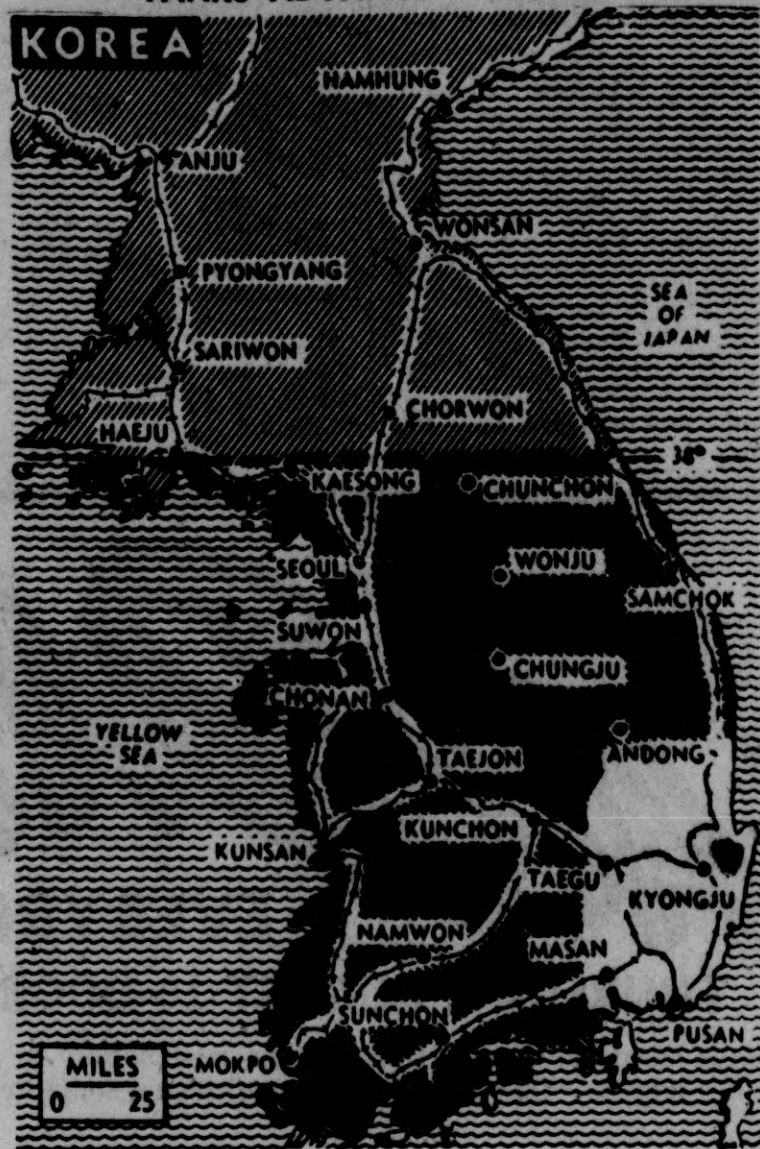 KOREA
HAMHUNG
ANJU
WONSAN
PYONGYANG
SEA
OF
JAPAN
SARIWON
CHORWON
HAEJU
38°
KAESONG
CHUNCHON
SEOUL
WONJU
SAMCHOK
SUWON
CHUNGJU
CHONAN
YELLOW
SEA
ANDONG
TAEJON
KUNCHON
KUNSAN
TAEGU
KYONGJU
NAMWON
MASAN
SUNCHON
PUSAN
MOKPO
MILES
0 25